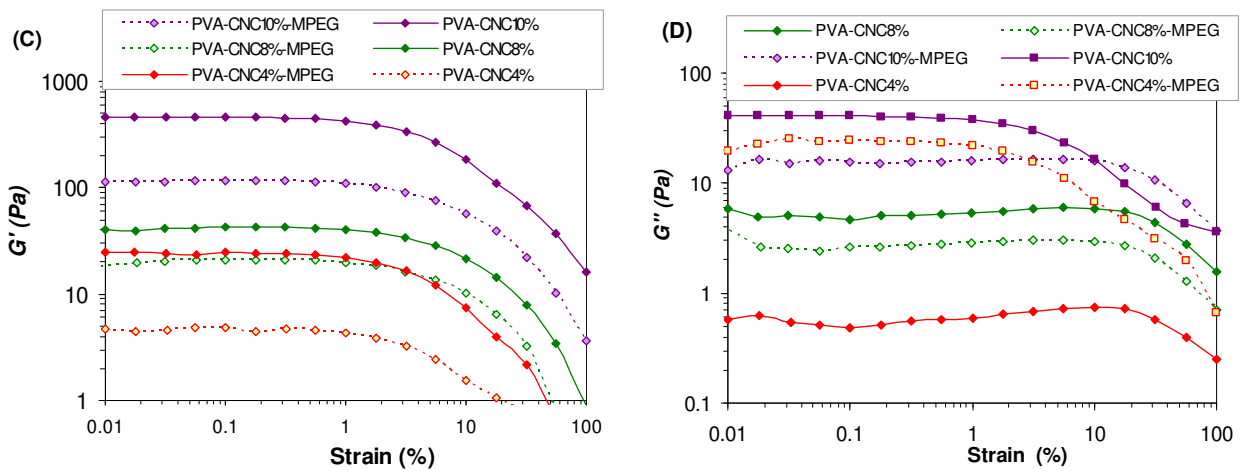 (C)
PVA-CNC10%-MPEG PVA-CNC10%
PVA-CNC8%-MPEG PVA-CNC8%
PVA-CNC4%-MPEG PVA-CNC4%
1000
100
10
1
G' (Pa)
0.01 0.1 1 10 100
Strain (%)
(D)
PVA-CNC8% PVA-CNC8%-MPEG
PVA-CNC10%-MPEG PVA-CNC10%
PVA-CNC4% PVA-CNC4%-MPEG
100
10
1
0.1
G'' (Pa)
0.01 0.1 1 10 100
Strain (%)